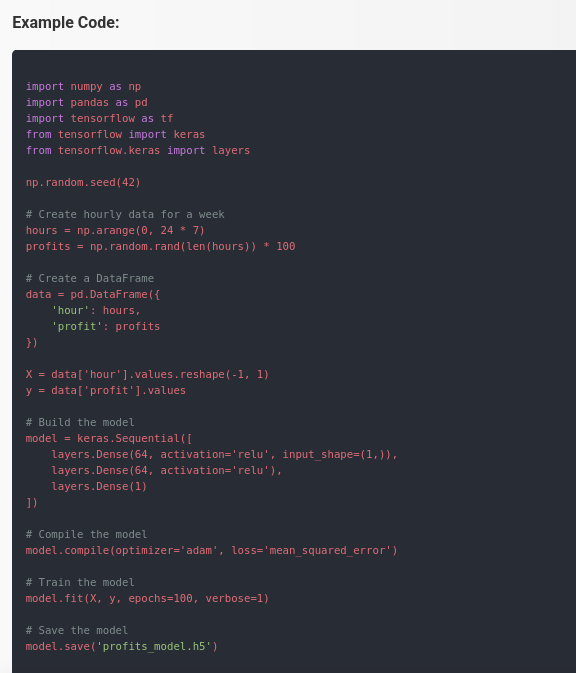 Example Code:
import numpy as np
import pandas as pd
import tensorflow as tf
from tensorflow import keras
from tensorflow.keras import layers
np.random.seed(42)
# Create hourly data for a week
hours = np.arange(0, 24 * 7)
profits = np.random.rand(len(hours)) * 100
# Create a DataFrame
data = pd.DataFrame({
    'hour': hours,
    'profit': profits
})
X = data['hour'].values.reshape(-1, 1)
y = data['profit'].values
# Build the model
model = keras.Sequential([
    layers.Dense(64, activation='relu', input_shape=(1,)),
    layers.Dense(64, activation='relu'),
    layers.Dense(1)
])
# Compile the model
model.compile(optimizer='adam', loss='mean_squared_error')
# Train the model
model.fit(X, y, epochs=100, verbose=1)
# Save the model
model.save('profits_model.h5')